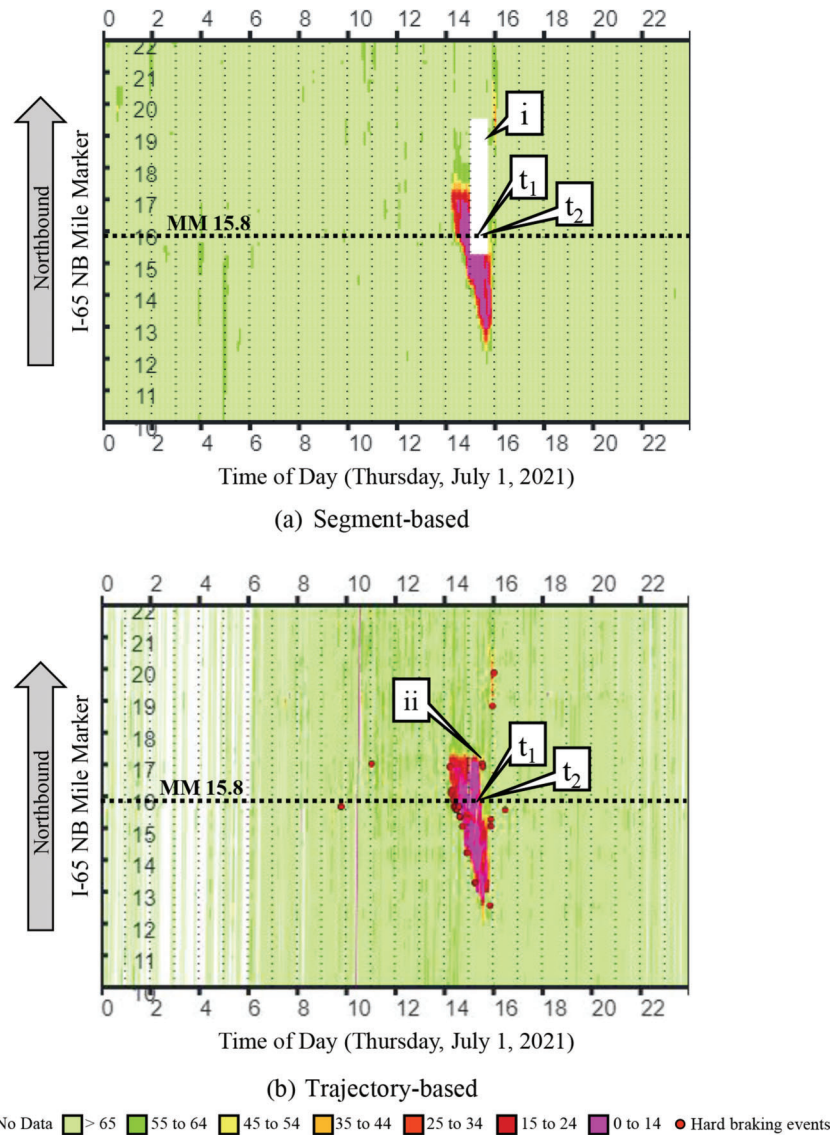 0 2 4 6 8 10 12 14 16 18 20 22
22
21
20
19
18
17
16
15
14
13
12
11
10
Northbound
I-65 NB Mile Marker
MM 15.8
i
t1
t2
0 2 4 6 8 10 12 14 16 18 20 22
Time of Day (Thursday, July 1, 2021)
(a) Segment-based
0 2 4 6 8 10 12 14 16 18 20 22
22
21
20
19
18
17
16
15
14
13
12
11
10
Northbound
I-65 NB Mile Marker
MM 15.8
ii
t1
t2
0 2 4 6 8 10 12 14 16 18 20 22
Time of Day (Thursday, July 1, 2021)
(b) Trajectory-based
No Data > 65 55 to 64 45 to 54 35 to 44 25 to 34 15 to 24 0 to 14 Hard braking events